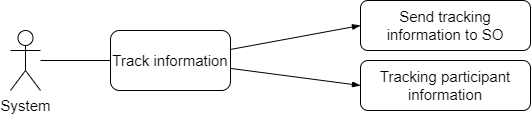 Send tracking
information to SO
Track information
Tracking participant
information
System